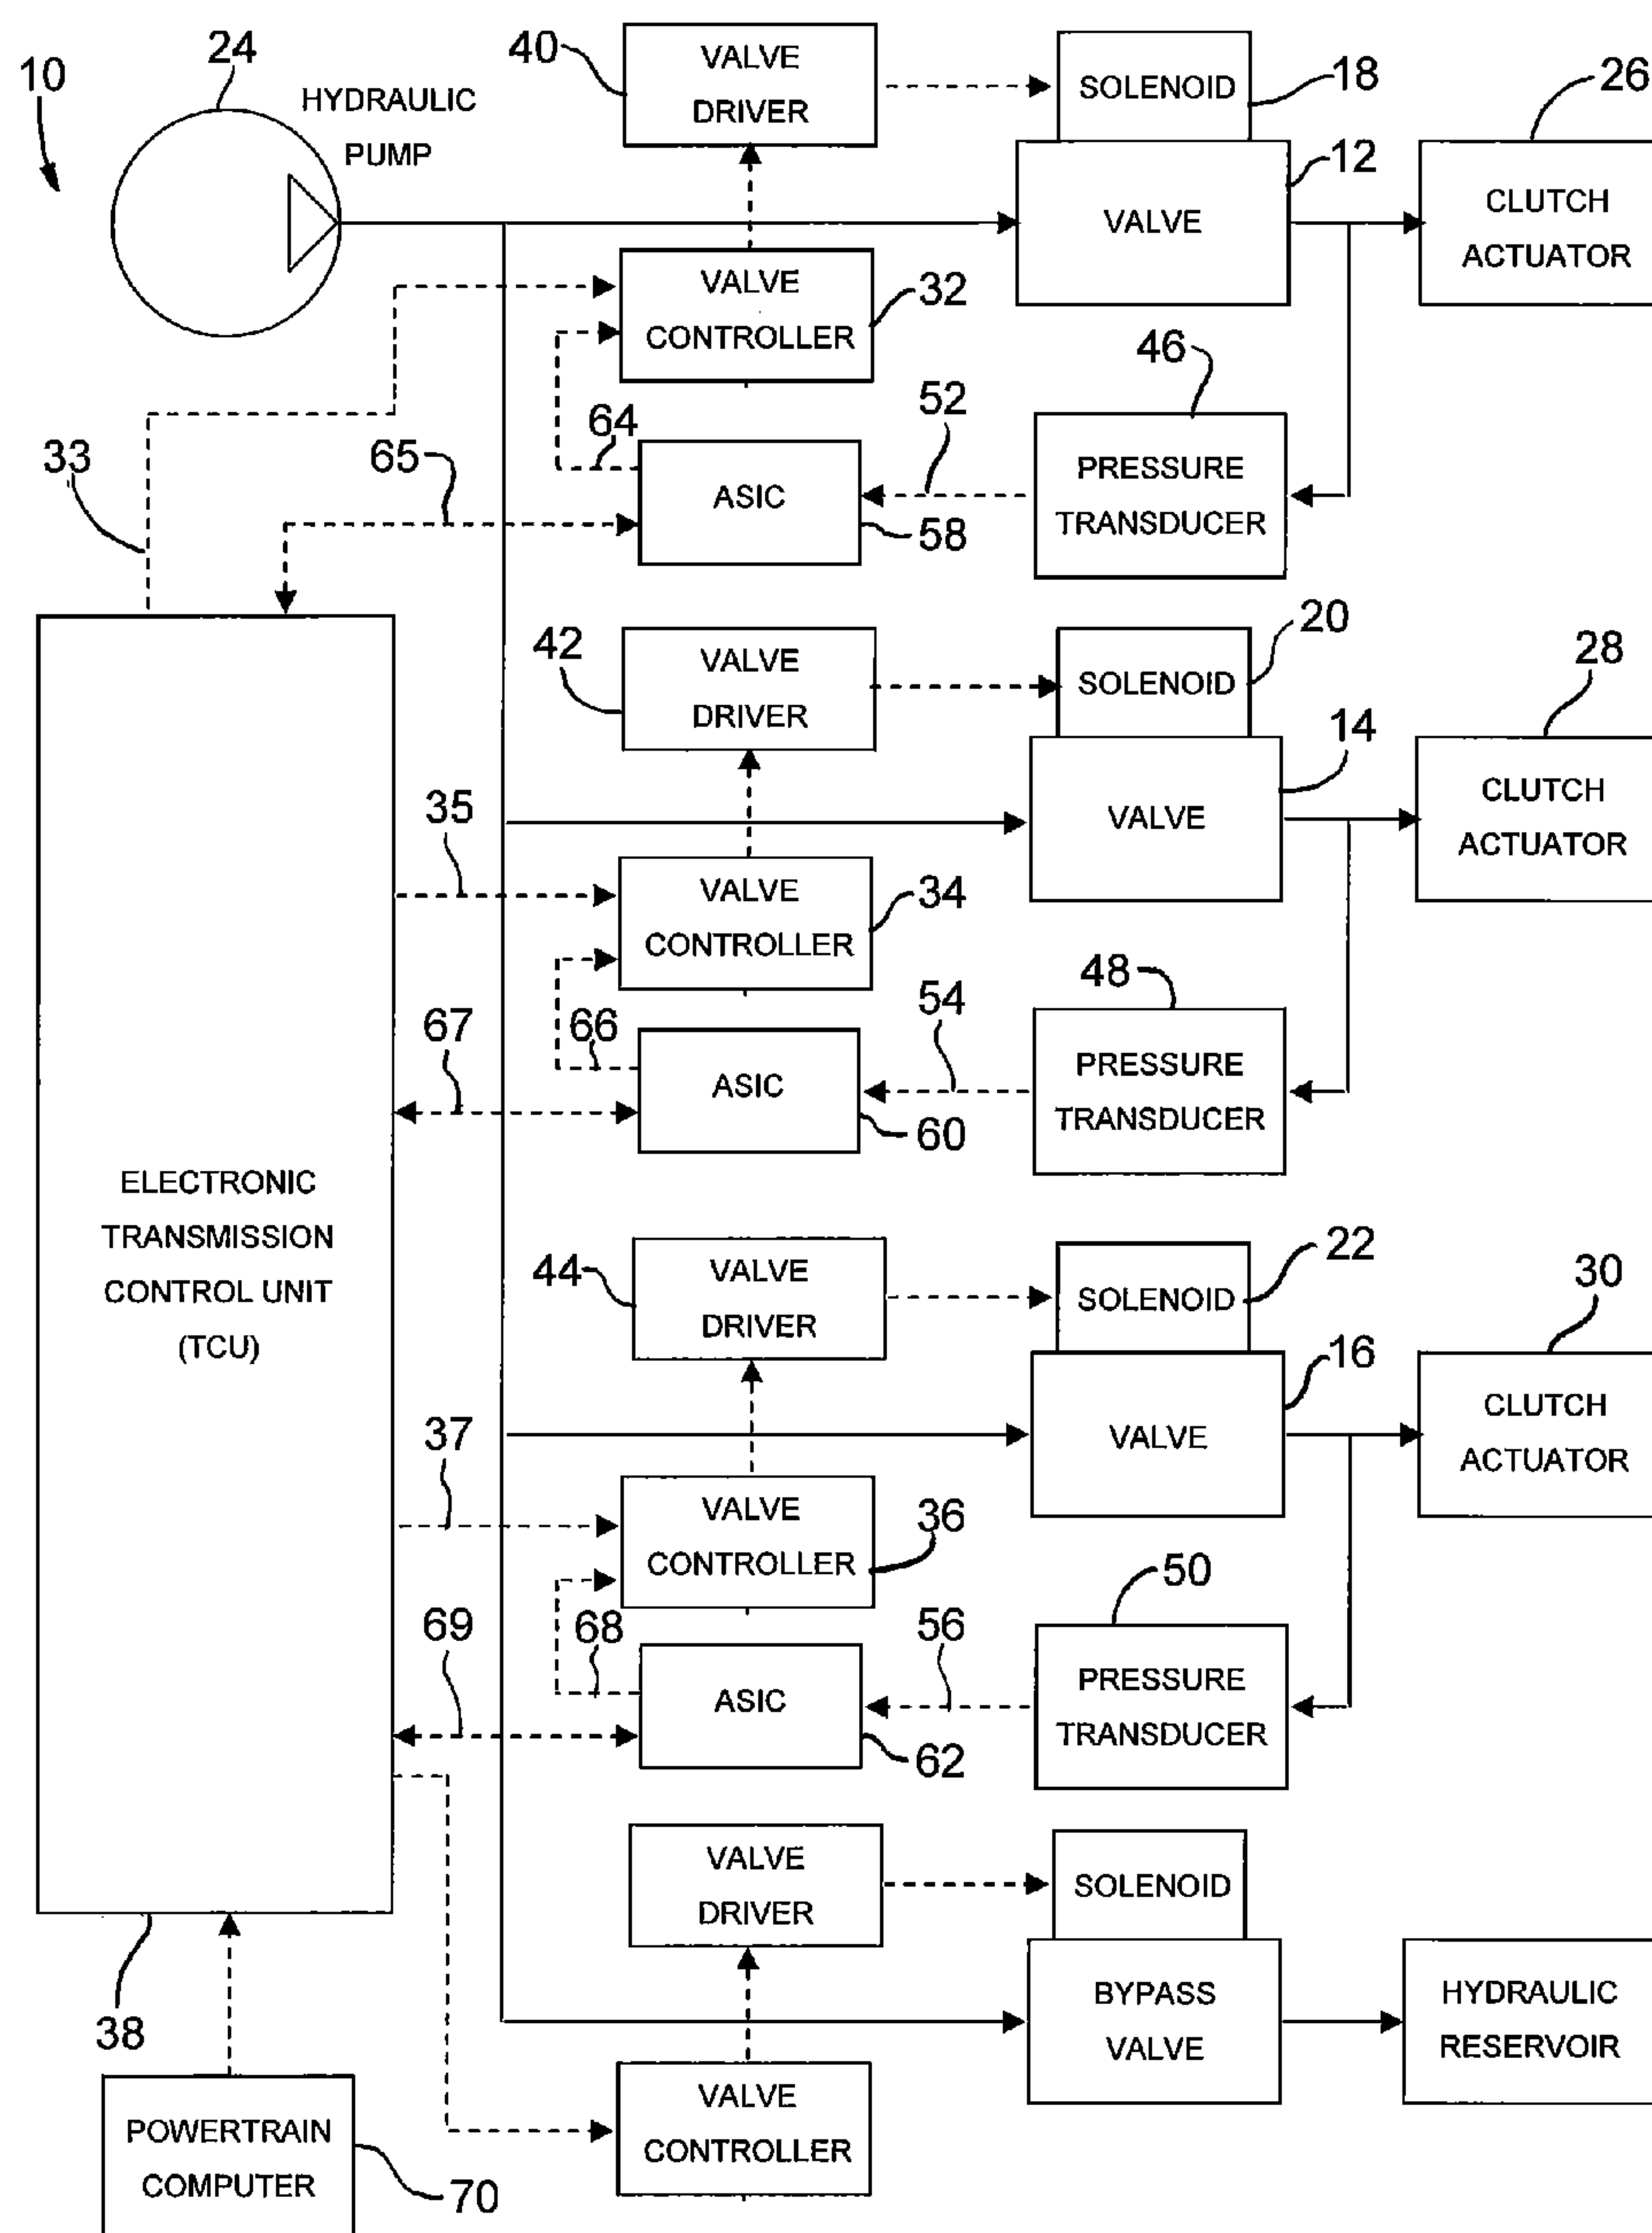 10
24
HYDRAULIC
PUMP
40
VALVE
DRIVER
SOLENOID
18
12
VALVE
26
CLUTCH
ACTUATOR
VALVE
CONTROLLER
32
46
PRESSURE
TRANSDUCER
52
64
65
33
ASIC
58
42
VALVE
DRIVER
SOLENOID
20
14
VALVE
28
CLUTCH
ACTUATOR
35
VALVE
CONTROLLER
34
48
PRESSURE
TRANSDUCER
54
66
67
ASIC
60
ELECTRONIC
TRANSMISSION
CONTROL UNIT
(TCU)
44
VALVE
DRIVER
SOLENOID
22
16
VALVE
30
CLUTCH
ACTUATOR
37
VALVE
CONTROLLER
36
50
PRESSURE
TRANSDUCER
56
68
69
ASIC
62
VALVE
DRIVER
SOLENOID
BYPASS
VALVE
HYDRAULIC
RESERVOIR
38
VALVE
CONTROLLER
POWERTRAIN
COMPUTER
70